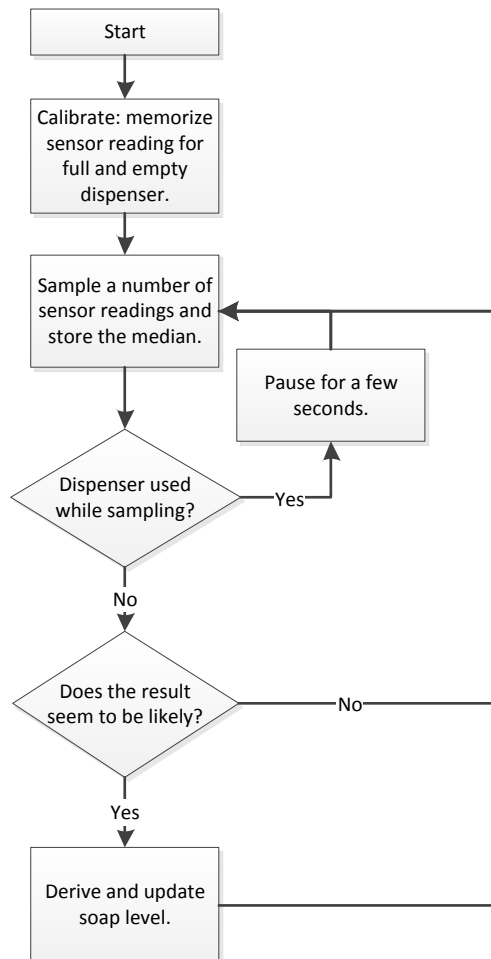 Start
Calibrate: memorize
sensor reading for
full and empty
dispenser.
Sample a number of
sensor readings and
store the median.
Pause for a few
seconds.
Dispenser used
while sampling?
Yes
No
Does the result
seem to be likely?
No
Yes
Derive and update
soap level.